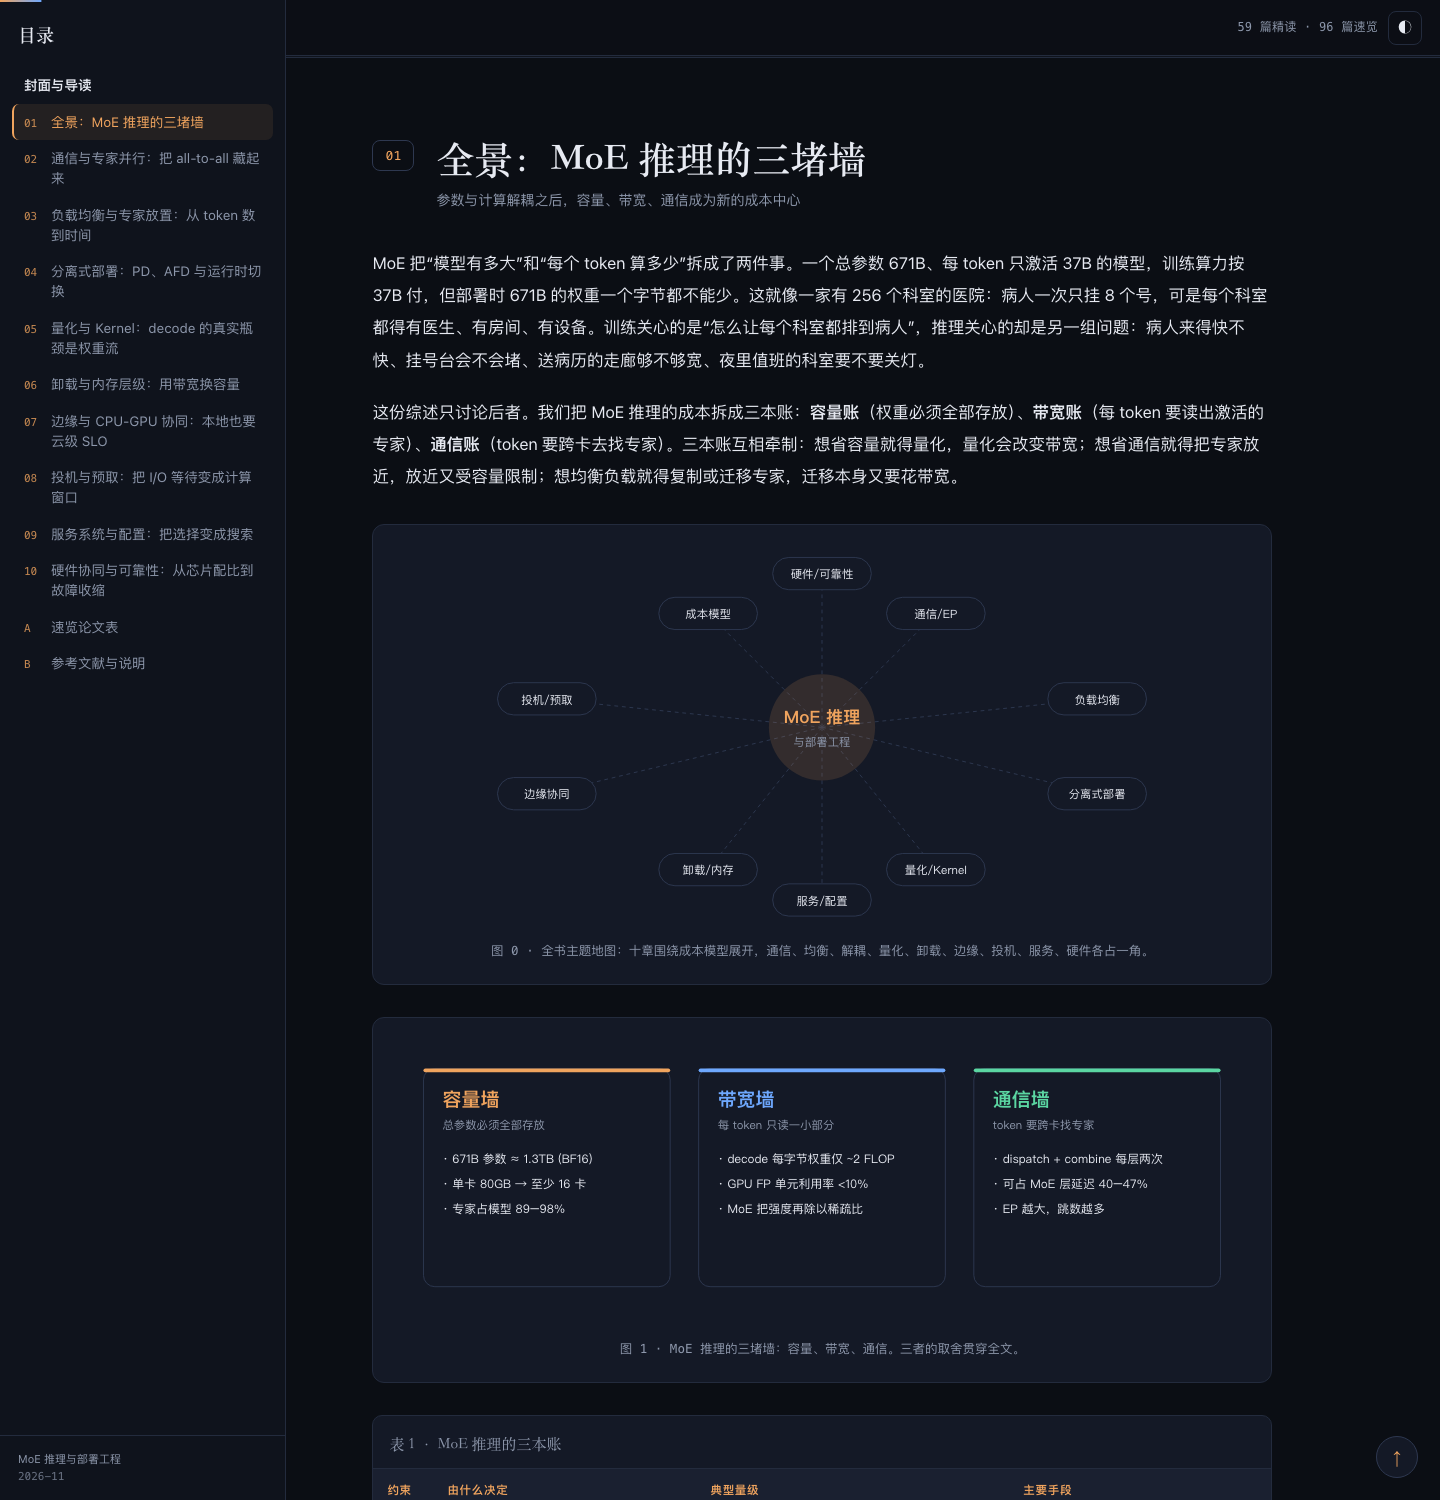 目录
封面与导读
01 全景：MoE 推理的三堵墙
02 通信与专家并行：把 all-to-all 藏起
来
03 负载均衡与专家放置：从 token 数
到时间
04 分离式部署：PD、AFD 与运行时切
换
05 量化与 Kernel：decode 的真实瓶
颈是权重流
06 卸载与内存层级：用带宽换容量
07 边缘与 CPU-GPU 协同：本地也要
云级 SLO
08 投机与预取：把 I/O 等待变成计算
窗口
09 服务系统与配置：把选择变成搜索
10 硬件协同与可靠性：从芯片配比到
故障收缩
A 速览论文表
B 参考文献与说明
MoE 推理与部署工程
2026-11
59 篇精读 · 96 篇速览
01 全景：MoE 推理的三堵墙
参数与计算解耦之后，容量、带宽、通信成为新的成本中心
MoE 把“模型有多大”和“每个 token 算多少”拆成了两件事。一个总参数 671B、每 token 只激活 37B 的模型，训练算力按
37B 付，但部署时 671B 的权重一个字节都不能少。这就像一家有 256 个科室的医院：病人一次只挂 8 个号，可是每个科室
都得有医生、有房间、有设备。训练关心的是“怎么让每个科室都排到病人”，推理关心的却是另一组问题：病人来得快不
快、挂号台会不会堵、送病历的走廊够不够宽、夜里值班的科室要不要关灯。
这份综述只讨论后者。我们把 MoE 推理的成本拆成三本账：容量账（权重必须全部存放）、带宽账（每 token 要读出激活的
专家）、通信账（token 要跨卡去找专家）。三本账互相牵制：想省容量就得量化，量化会改变带宽；想省通信就得把专家放
近，放近又受容量限制；想均衡负载就得复制或迁移专家，迁移本身又要花带宽。
硬件/可靠性
成本模型
通信/EP
投机/预取
负载均衡
MoE 推理
与部署工程
边缘协同
分离式部署
卸载/内存
量化/Kernel
服务/配置
图 0 · 全书主题地图：十章围绕成本模型展开，通信、均衡、解耦、量化、卸载、边缘、投机、服务、硬件各占一角。
容量墙
总参数必须全部存放
· 671B 参数 ≈ 1.3TB (BF16)
· 单卡 80GB → 至少 16 卡
· 专家占模型 89–98%
带宽墙
每 token 只读一小部分
· decode 每字节权重仅 ~2 FLOP
· GPU FP 单元利用率 <10%
· MoE 把强度再除以稀疏比
通信墙
token 要跨卡找专家
· dispatch + combine 每层两次
· 可占 MoE 层延迟 40–47%
· EP 越大，跳数越多
图 1 · MoE 推理的三堵墙：容量、带宽、通信。三者的取舍贯穿全文。
表 1 · MoE 推理的三本账
约束 由什么决定 典型量级 主要手段
↑